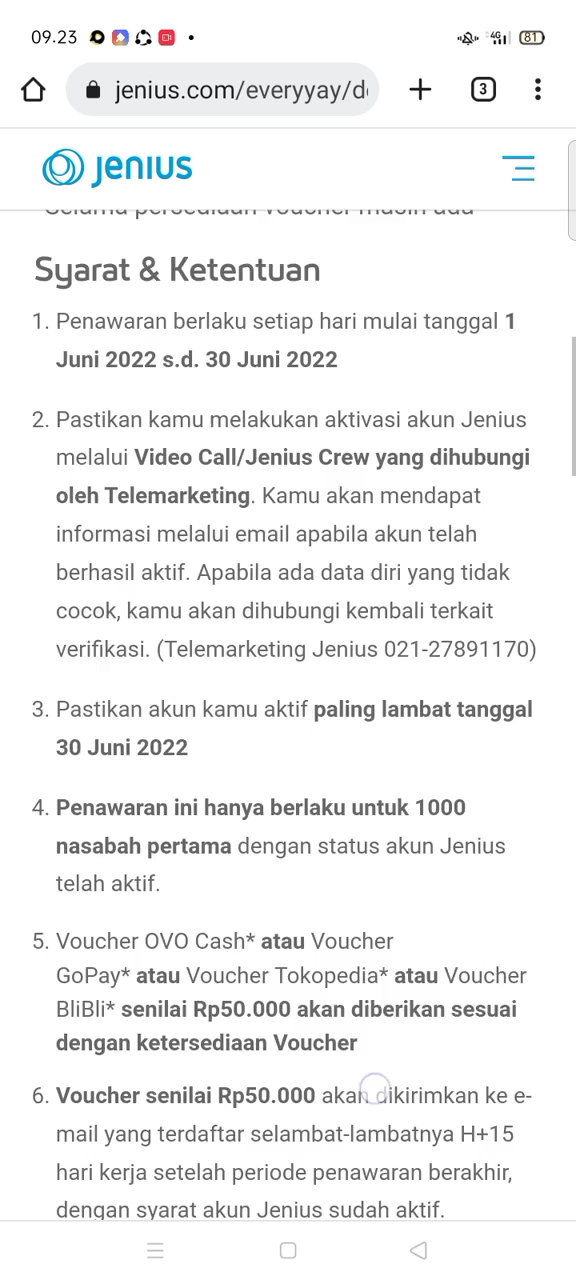 09.23
4G
81
jenius.com/everyyay/d
3
Jenius
Selama persediaan voucher masih ada
Syarat & Ketentuan
1. Penawaran berlaku setiap hari mulai tanggal 1
Juni 2022 s.d. 30 Juni 2022
2. Pastikan kamu melakukan aktivasi akun Jenius
melalui Video Call/Jenius Crew yang dihubungi
oleh Telemarketing. Kamu akan mendapat
informasi melalui email apabila akun telah
berhasil aktif. Apabila ada data diri yang tidak
cocok, kamu akan dihubungi kembali terkait
verifikasi. (Telemarketing Jenius 021-27891170)
3. Pastikan akun kamu aktif paling lambat tanggal
30 Juni 2022
4. Penawaran ini hanya berlaku untuk 1000
nasabah pertama dengan status akun Jenius
telah aktif.
5. Voucher OVO Cash* atau Voucher
GoPay* atau Voucher Tokopedia* atau Voucher
BliBli* senilai Rp50.000 akan diberikan sesuai
dengan ketersediaan Voucher
6. Voucher senilai Rp50.000 akan dikirimkan ke e-
mail yang terdaftar selambat-lambatnya H+15
hari kerja setelah periode penawaran berakhir,
dengan syarat akun Jenius sudah aktif.